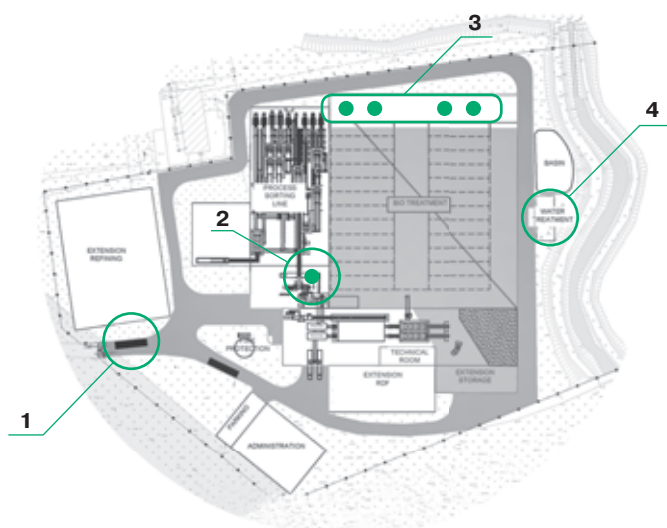 3
4
BASIN
PROCESS
SORTING
LINE
BIO TREATMENT
WATER
TREATMENT
2
EXTENSION
REFINING
PROTECTION
TECHNICAL
ROOM
EXTENSION
RDF
EXTENSION
STORAGE
1
PARKING
ADMINISTRATION